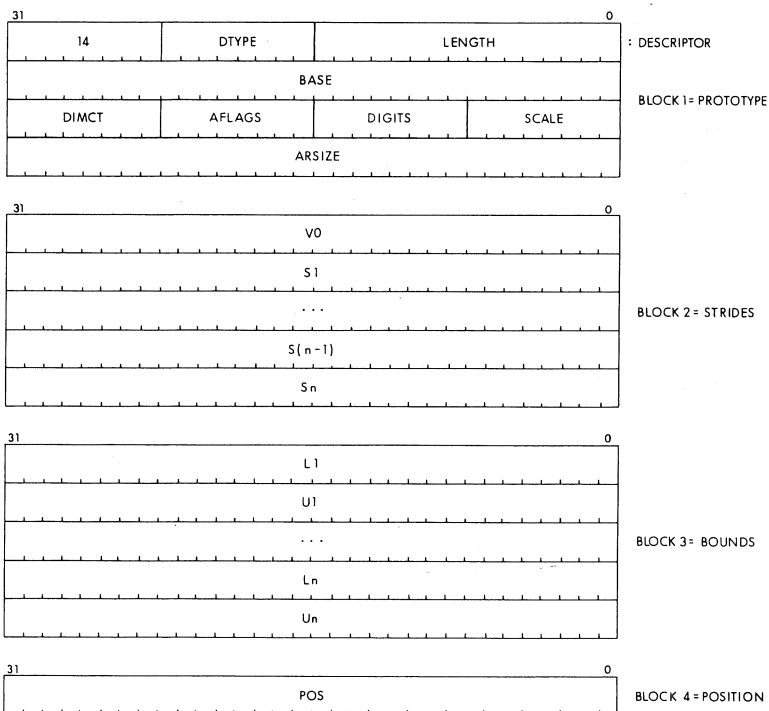 31 0
14 DTYPE LENGTH : DESCRIPTOR
BASE
BLOCK 1 = PROTOTYPE
DIMCT AFLAGS DIGITS SCALE
ARSIZE
31 0
V0
S1
...
BLOCK 2 = STRIDES
S(n-1)
Sn
31 0
L1
U1
...
BLOCK 3 = BOUNDS
Ln
Un
31 0
POS
BLOCK 4 = POSITION